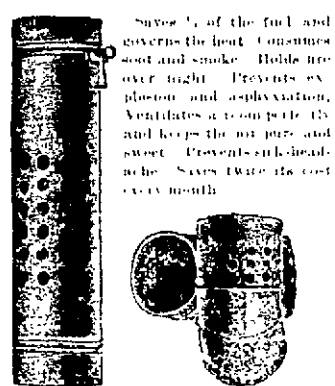 Saves ¼ of the fuel and
governs the heat. Consumes
soot and smoke. Holds fire
over night. Prevents ex-
plosion and asphyxiation,
Ventilates a room perfectly
and keeps the air pure and
sweet. Prevents sick-head-
ache. Saves twice its cost
every month